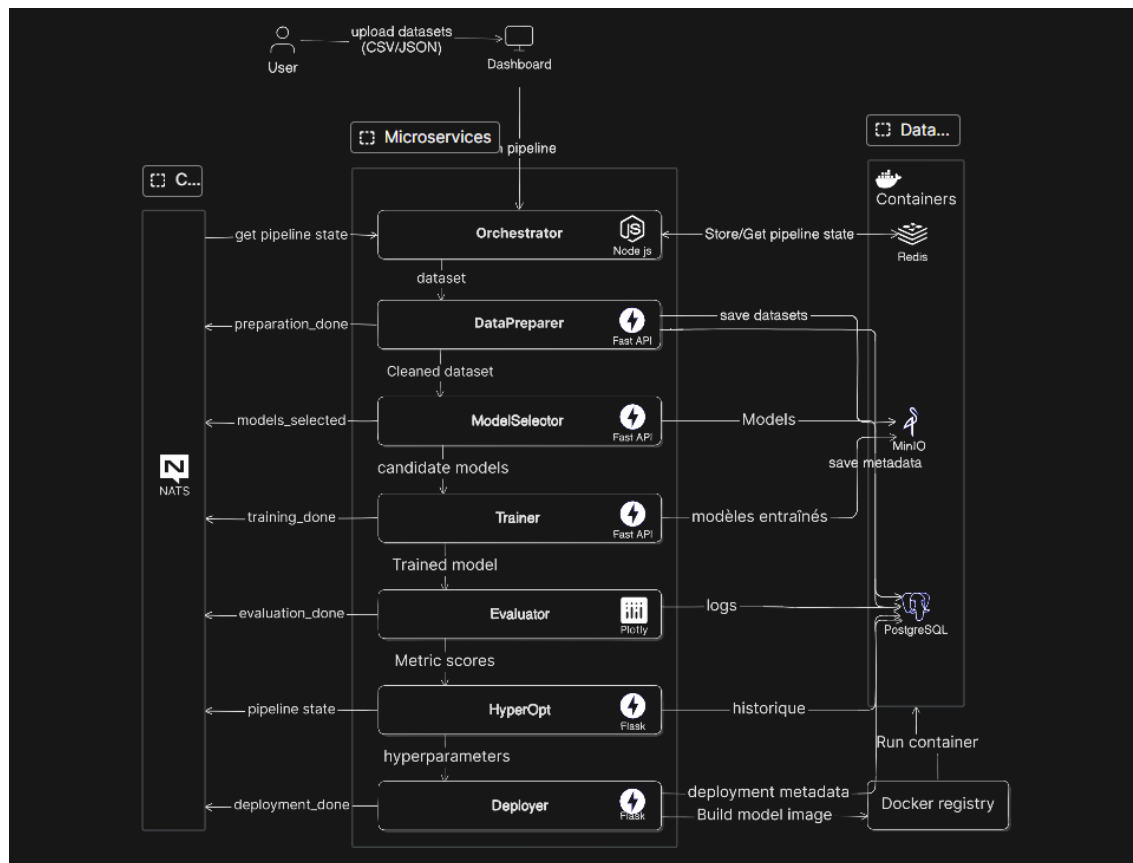 upload datasets
(CSV/JSON)
User
Dashboard
Microservices
Data...
pipeline
C...
Containers
get pipeline state
Orchestrator
JS
Node js
Store/Get pipeline state
Redis
dataset
preparation_done
DataPreparer
Fast API
save datasets
Cleaned dataset
models_selected
ModelSelector
Fast API
Models
MinIO
save metadata
candidate models
N
NATS
training_done
Trainer
Fast API
modèles entraînés
Trained model
evaluation_done
Evaluator
Plotly
logs
PostgreSQL
Metric scores
pipeline state
HyperOpt
Flask
historique
Run container
hyperparameters
deployment_done
Deployer
Flask
deployment metadata
Build model image
Docker registry